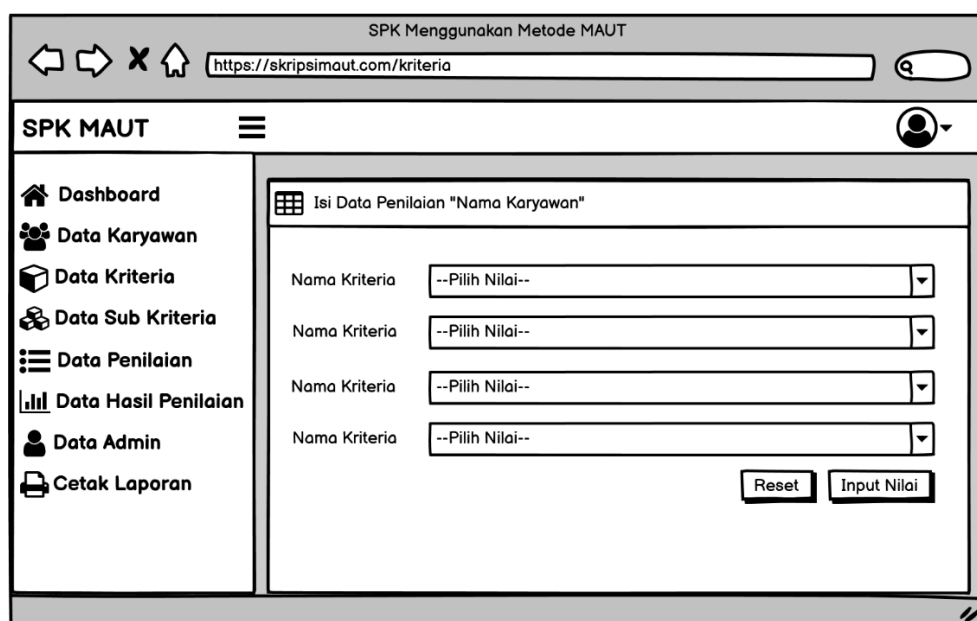 SPK Menggunakan Metode MAUT
https://skripsimaut.com/kriteria
SPK MAUT
Dashboard
Data Karyawan
Data Kriteria
Data Sub Kriteria
Data Penilaian
Data Hasil Penilaian
Data Admin
Cetak Laporan
Isi Data Penilaian "Nama Karyawan"
Nama Kriteria --Pilih Nilai--
Nama Kriteria --Pilih Nilai--
Nama Kriteria --Pilih Nilai--
Nama Kriteria --Pilih Nilai--
Reset Input Nilai